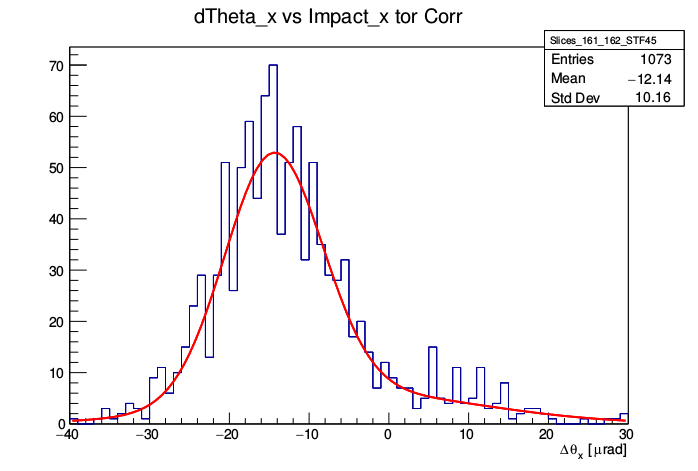 dTheta_x vs Impact_x tor Corr
Slices_161_162_STF45
Entries 1073
Mean −12.14
Std Dev 10.16
70
60
50
40
30
20
10
0
−40 −30 −20 −10 0 10 20 30
Δθx [μrad]